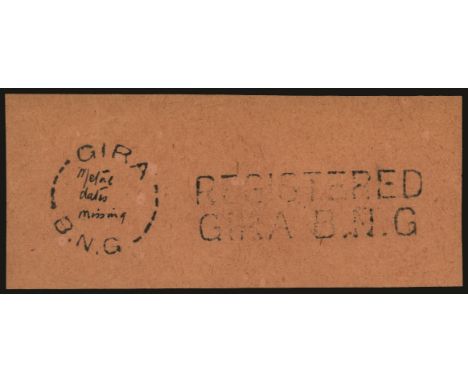 GIRA
Metal
dates
missing
B.N.G
REGISTERED
GIRA B.N.G